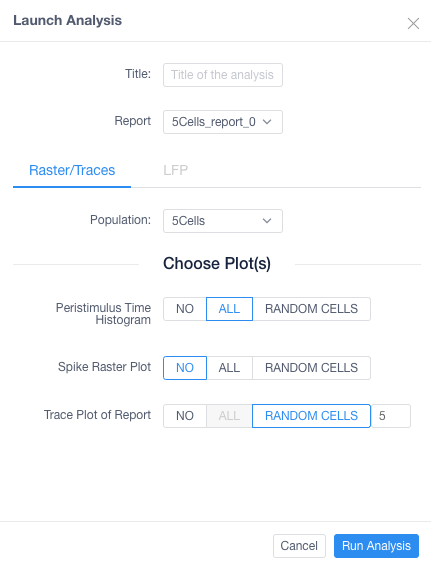 Launch Analysis
Title: Title of the analysis
Report 5Cells_report_0
Raster/Traces LFP
Population: 5Cells
Choose Plot(s)
Peristimulus Time
Histogram NO ALL RANDOM CELLS
Spike Raster Plot NO ALL RANDOM CELLS
Trace Plot of Report NO ALL RANDOM CELLS 5
Cancel Run Analysis